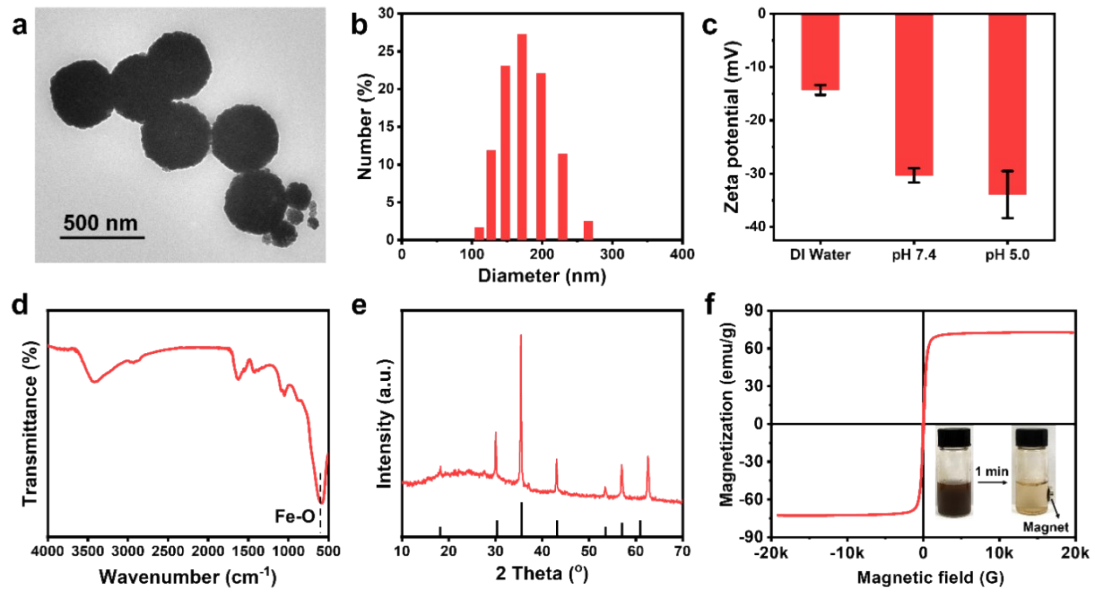 a
500 nm
b
Number (%)
30
25
20
15
10
5
0
0 100 200 300 400
Diameter (nm)
c
Zeta potential (mV)
0
-10
-20
-30
-40
DI Water pH 7.4 pH 5.0
d
Transmittance (%)
Fe-O
4000 3500 3000 2500 2000 1500 1000 500
Wavenumber (cm⁻¹)
e
Intensity (a.u.)
10 20 30 40 50 60 70
2 Theta (°)
f
Magnetization (emu/g)
90
60
30
0
-30
-60
-90
1 min
Magnet
-20k -10k 0 10k 20k
Magnetic field (G)